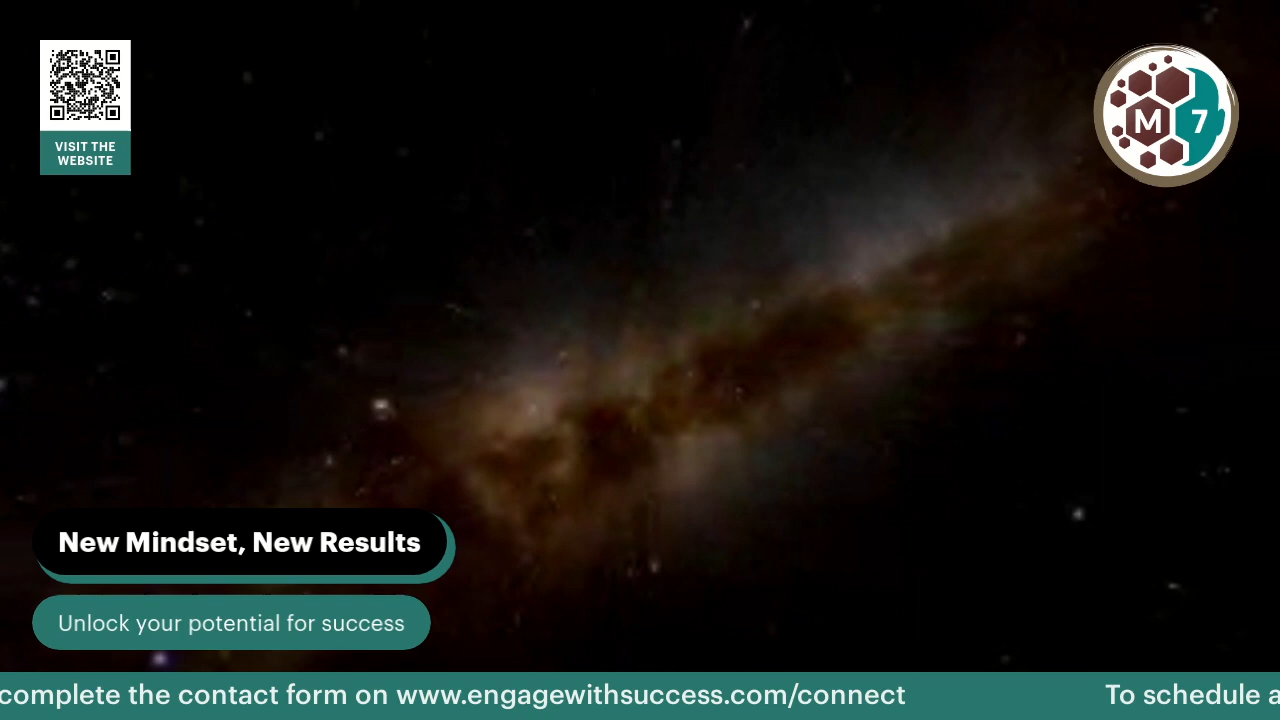 VISIT THE
WEBSITE
M 7
New Mindset, New Results
Unlock your potential for success
complete the contact form on www.engagewithsuccess.com/connect
To schedule a